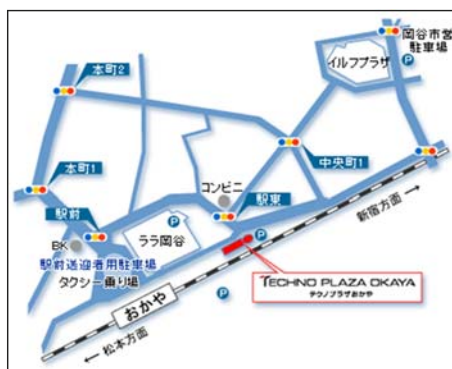 岡谷市営
駐車場
P
イルフプラザ
本町2
中央町1
本町1
コンビニ
駅東
駅前
P
ララ岡谷
P
新宿方面 →
BK
駅前送迎者用駐車場
タクシー乗り場
TECHNO PLAZA OKAYA
テクノプラザおかや
P
おかや
← 松本方面